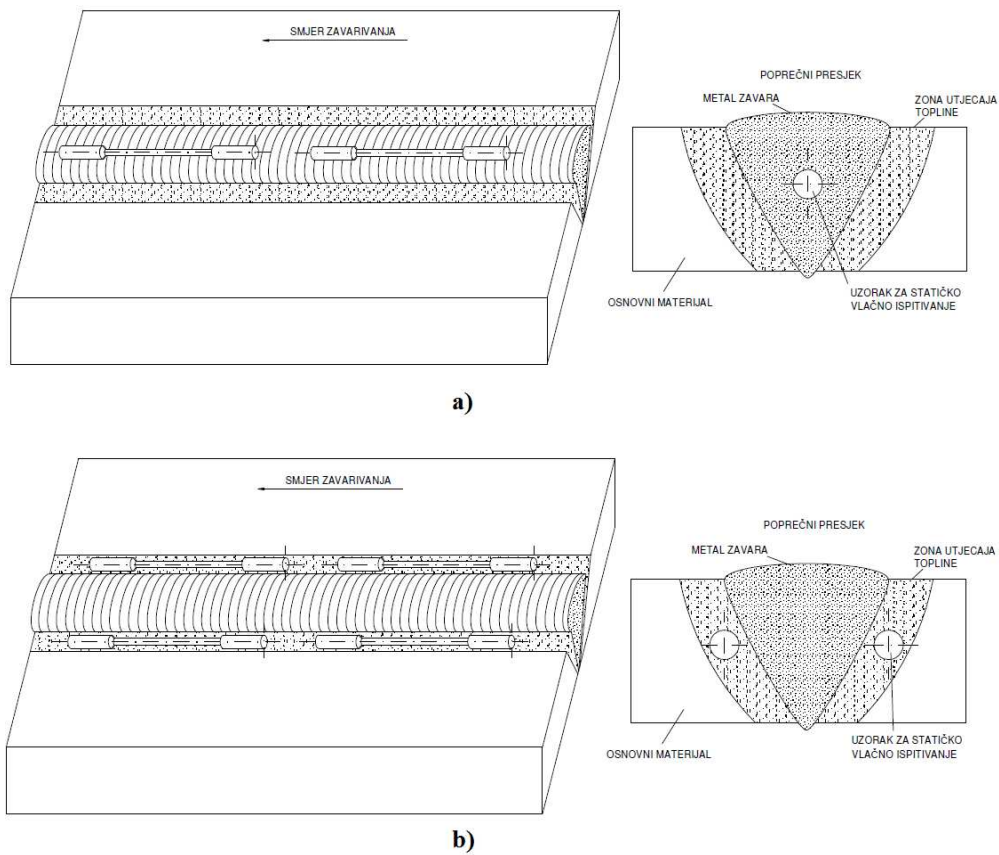 SMJER ZAVARIVANJA
POPREČNI PRESJEK
METAL ZAVARA
ZONA UTJECAJA
TOPLINE
OSNOVNI MATERIJAL
UZORAK ZA STATIČKO
VLAČNO ISPITIVANJE
a)
SMJER ZAVARIVANJA
POPREČNI PRESJEK
METAL ZAVARA
ZONA UTJECAJA
TOPLINE
OSNOVNI MATERIJAL
UZORAK ZA STATIČKO
VLAČNO ISPITIVANJE
b)